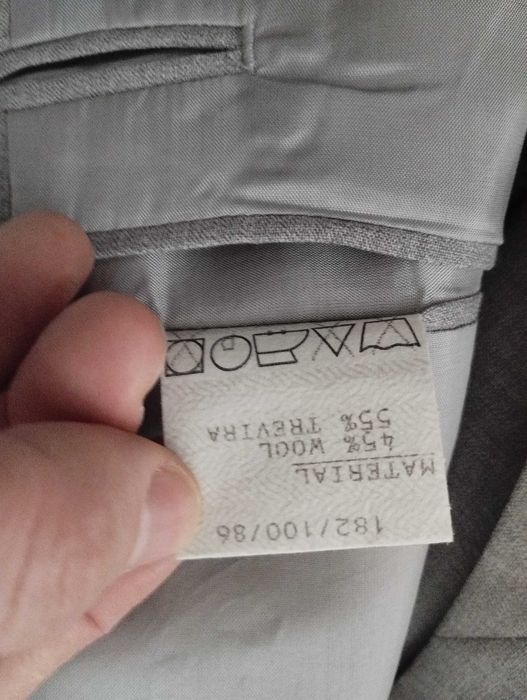 182/100/86
MATERIAL
45% WOOL
55% TREVIRA